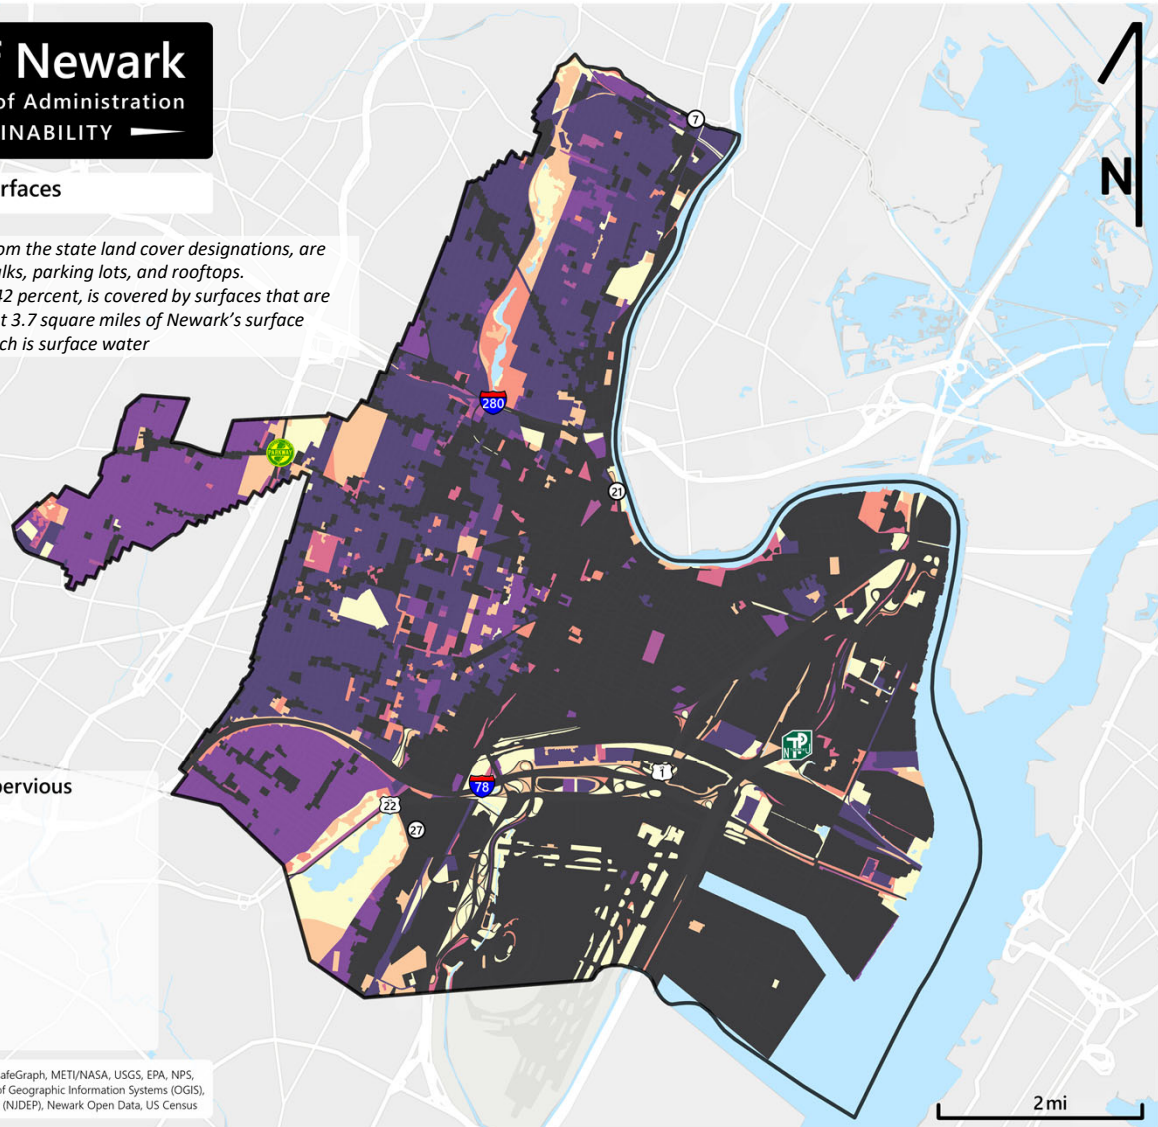 f Newark
of Administration
INABILITY
rfaces
om the state land cover designations, are
alks, parking lots, and rooftops.
42 percent, is covered by surfaces that are
t 3.7 square miles of Newark's surface
ch is surface water
7
N
280
PARKWAY
21
TP
N
1
78
22
27
pervious
afeGraph, METI/NASA, USGS, EPA, NPS,
of Geographic Information Systems (OGIS),
(NJDEP), Newark Open Data, US Census
2 mi